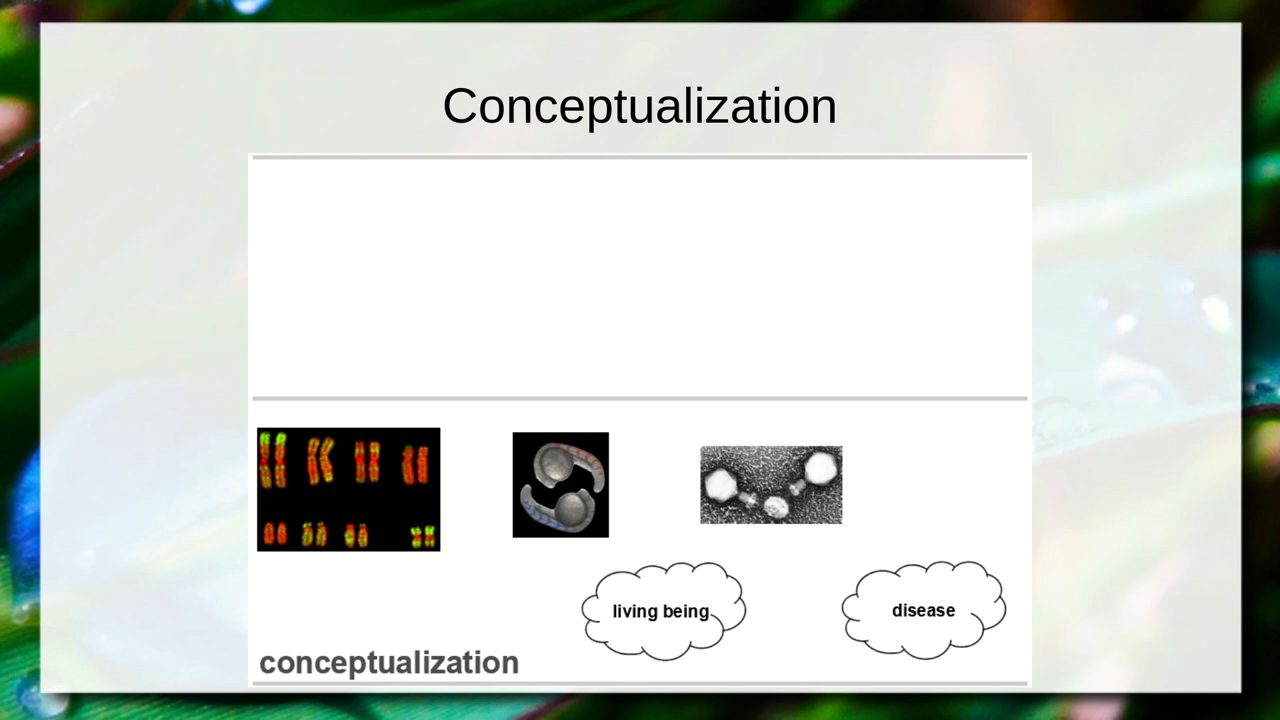 Conceptualization
living being
disease
conceptualization